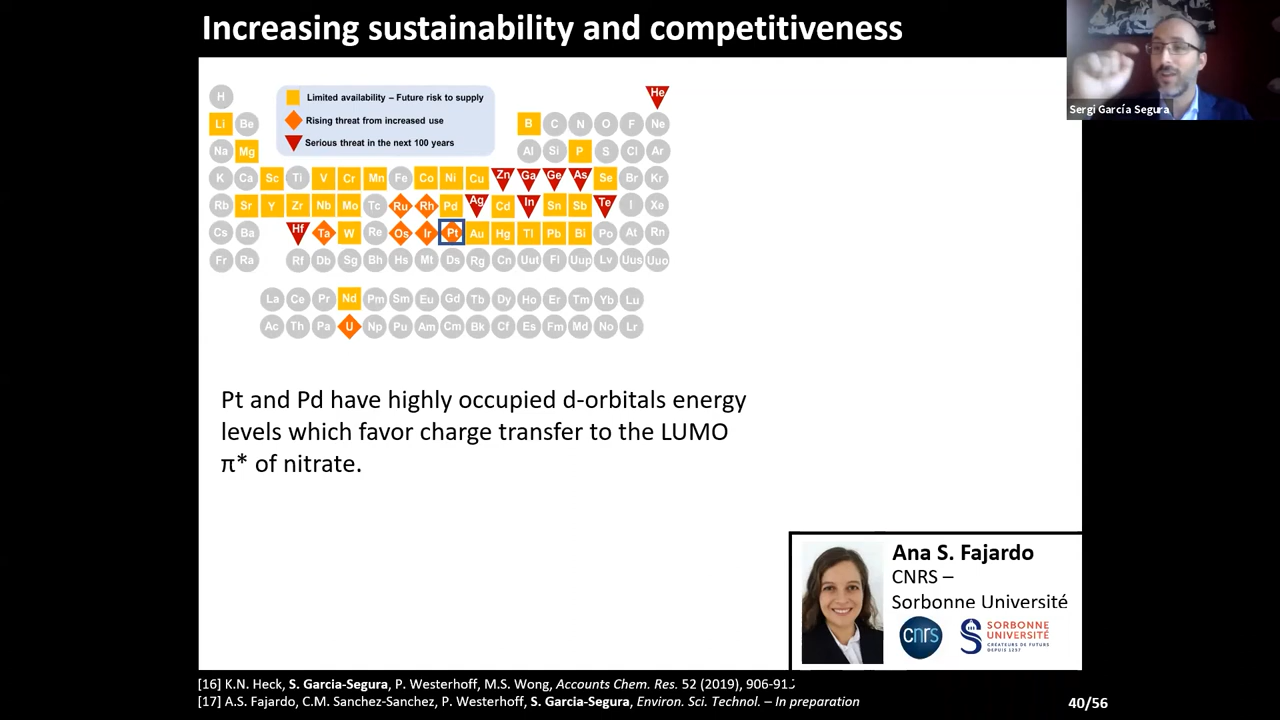 Increasing sustainability and competitiveness
Sergi García Segura
H He
Limited availability – Future risk to supply
Rising threat from increased use
Serious threat in the next 100 years
Li Be B C N O F Ne
Na Mg Al Si P S Cl Ar
K Ca Sc Ti V Cr Mn Fe Co Ni Cu Zn Ga Ge As Se Br Kr
Rb Sr Y Zr Nb Mo Tc Ru Rh Pd Ag Cd In Sn Sb Te I Xe
Cs Ba Hf Ta W Re Os Ir Pt Au Hg Tl Pb Bi Po At Rn
Fr Ra Rf Db Sg Bh Hs Mt Ds Rg Cn Uut Fl Uup Lv Uus Uuo
La Ce Pr Nd Pm Sm Eu Gd Tb Dy Ho Er Tm Yb Lu
Ac Th Pa U Np Pu Am Cm Bk Cf Es Fm Md No Lr
Pt and Pd have highly occupied d-orbitals energy
levels which favor charge transfer to the LUMO
π* of nitrate.
Ana S. Fajardo
CNRS –
Sorbonne Université
cnrs
SORBONNE
UNIVERSITÉ
CRÉATEURS DE FUTURS
DEPUIS 1257
[16] K.N. Heck, S. Garcia-Segura, P. Westerhoff, M.S. Wong, Accounts Chem. Res. 52 (2019), 906-915
[17] A.S. Fajardo, C.M. Sanchez-Sanchez, P. Westerhoff, S. Garcia-Segura, Environ. Sci. Technol. – In preparation
40/56